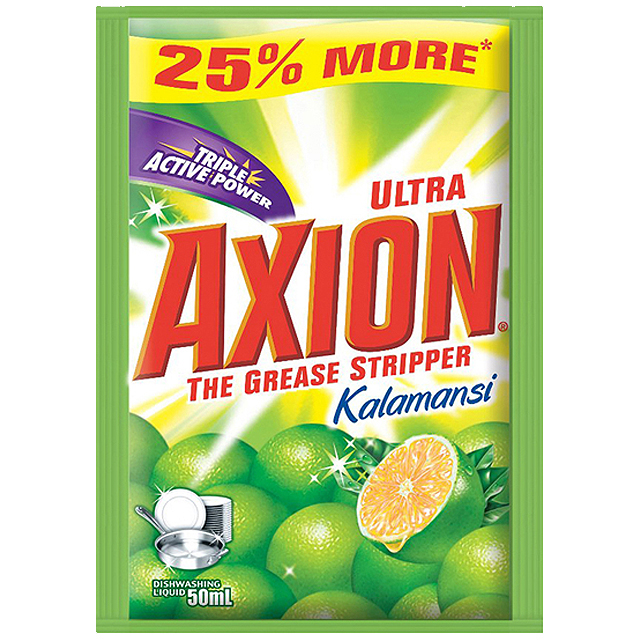 25% MORE*
TRIPLE
ACTIVE POWER
ULTRA
AXION®
THE GREASE STRIPPER
Kalamansi
DISHWASHING
LIQUID 50mL